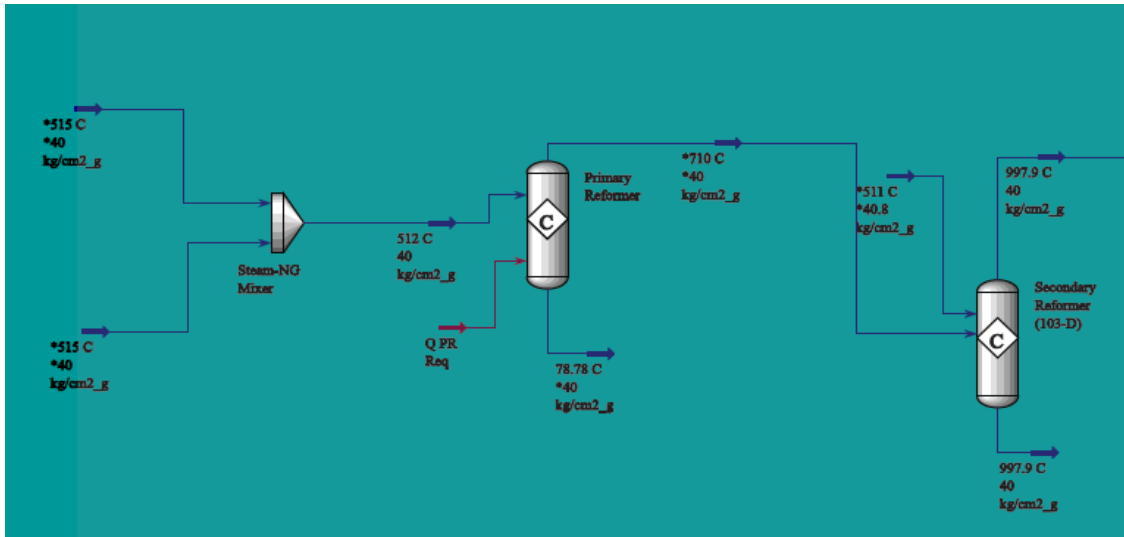 *515 C
*40
kg/cm2_g
Steam-NG
Mixer
*515 C
*40
kg/cm2_g
512 C
40
kg/cm2_g
Q PR
Req
C
Primary
Reformer
78.78 C
*40
kg/cm2_g
*710 C
*40
kg/cm2_g
*511 C
*40.8
kg/cm2_g
997.9 C
40
kg/cm2_g
C
Secondary
Reformer
(103-D)
997.9 C
40
kg/cm2_g